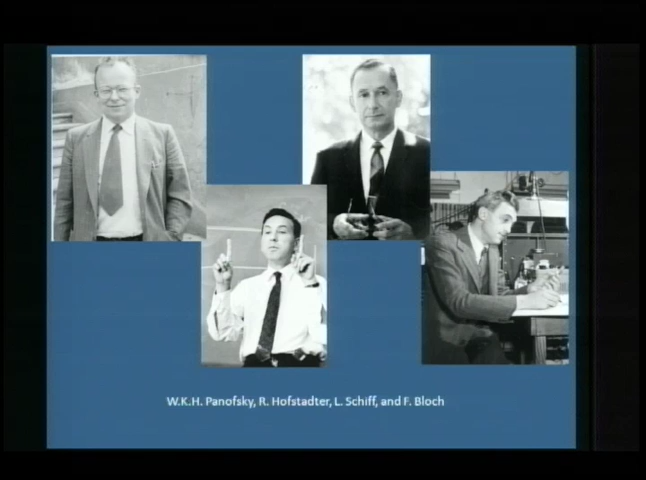 W.K.H. Panofsky, R. Hofstadter, L. Schiff, and F. Bloch